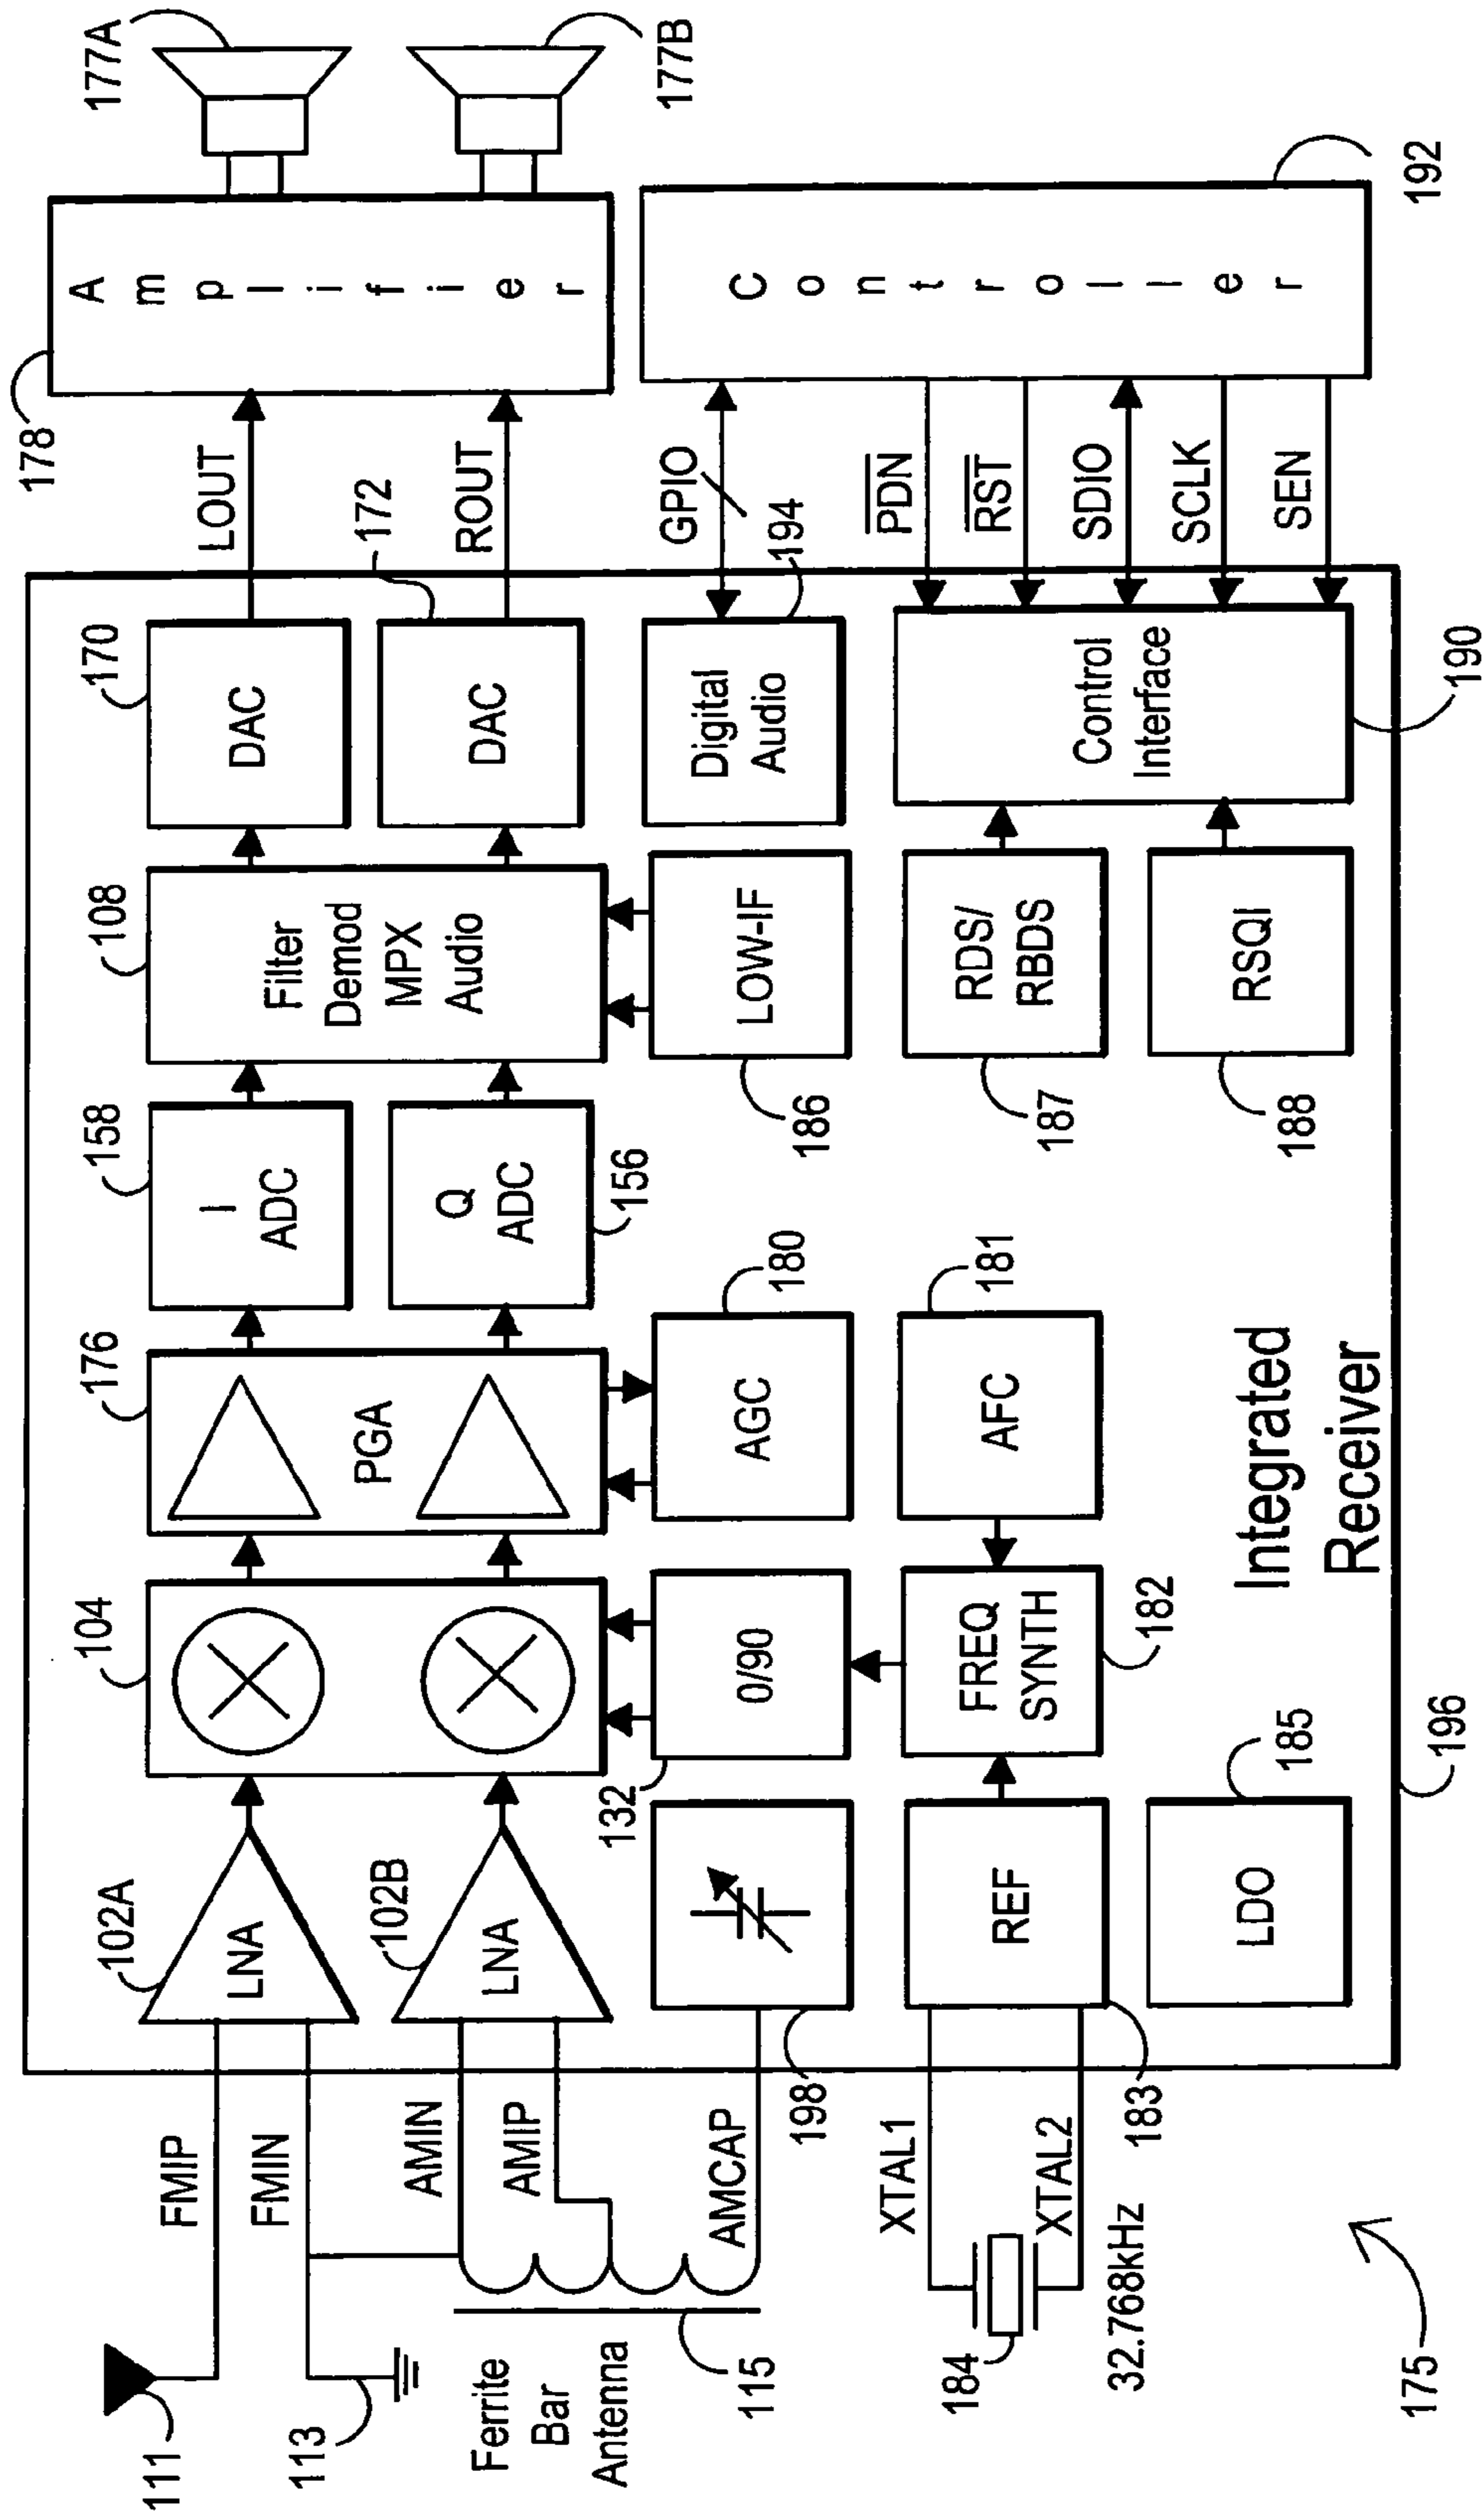 111
FMIP
FMIN
113
Ferrite
Bar
Antenna
115
AMIN
AMIP
AMCAP
198
184
XTAL1
XTAL2
32.768kHz
183
175
102A
LNA
102B
LNA
132
REF
LDO
185
196
104
0/90
FREQ
SYNTH
182
176
PGA
AGC
180
AFC
181
Integrated
Receiver
158
I
ADC
Q
ADC
156
108
Filter
Demod
MPX
Audio
LOW-IF
186
RDS/
RBDS
187
RSQI
188
170
DAC
172
DAC
Digital
Audio
194
Control
Interface
190
LOUT
ROUT
GPIO
PDN
RST
SDIO
SCLK
SEN
178
Amplifier
Controller
192
177A
177B